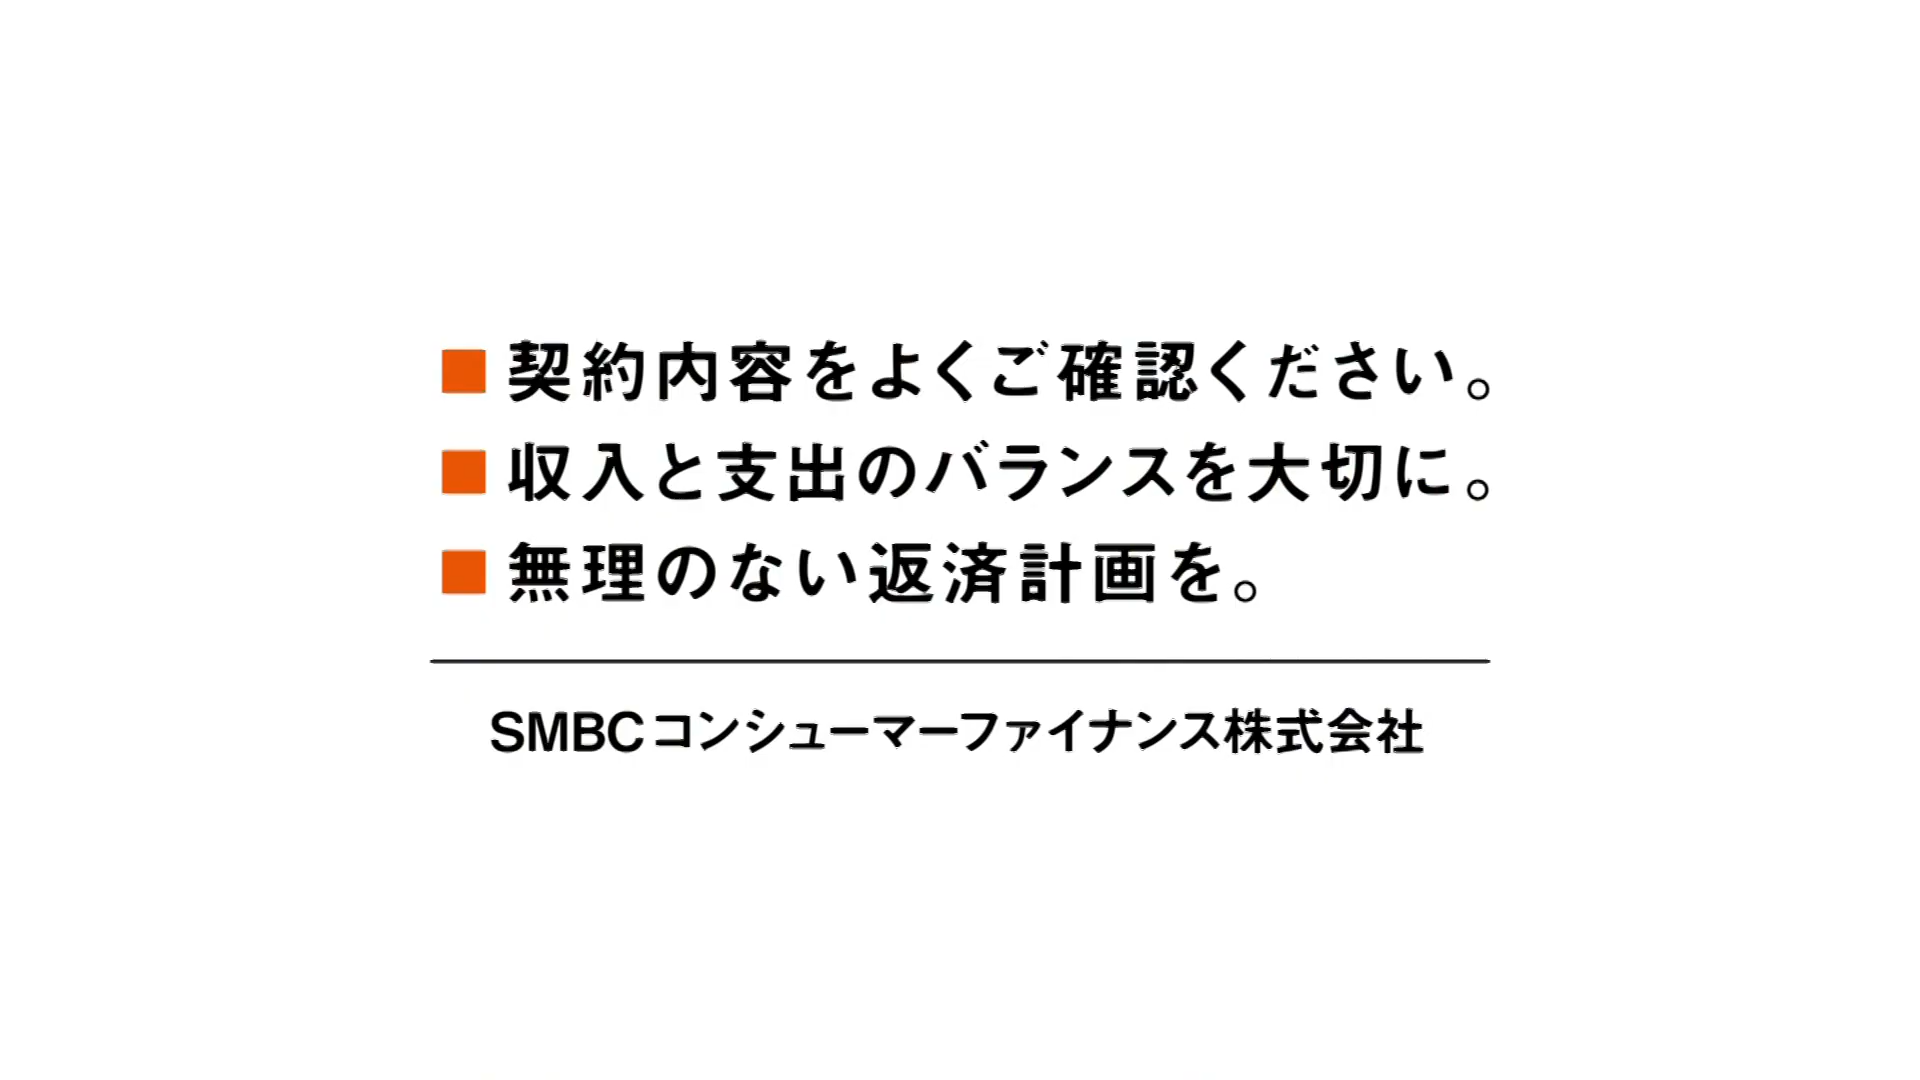 ■ 契約内容をよくご確認ください。
■ 収入と支出のバランスを大切に。
■ 無理のない返済計画を。
SMBCコンシューマーファイナンス株式会社